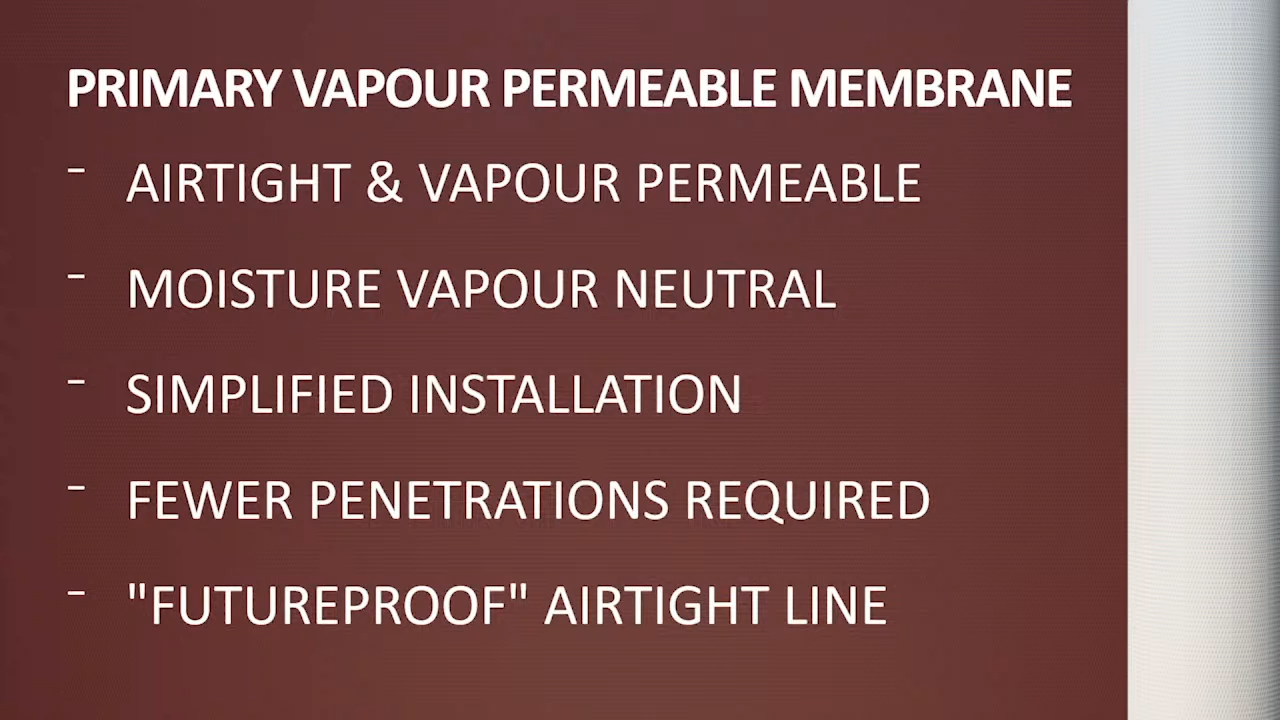 PRIMARY VAPOUR PERMEABLE MEMBRANE
- AIRTIGHT & VAPOUR PERMEABLE
- MOISTURE VAPOUR NEUTRAL
- SIMPLIFIED INSTALLATION
- FEWER PENETRATIONS REQUIRED
- "FUTUREPROOF" AIRTIGHT LINE